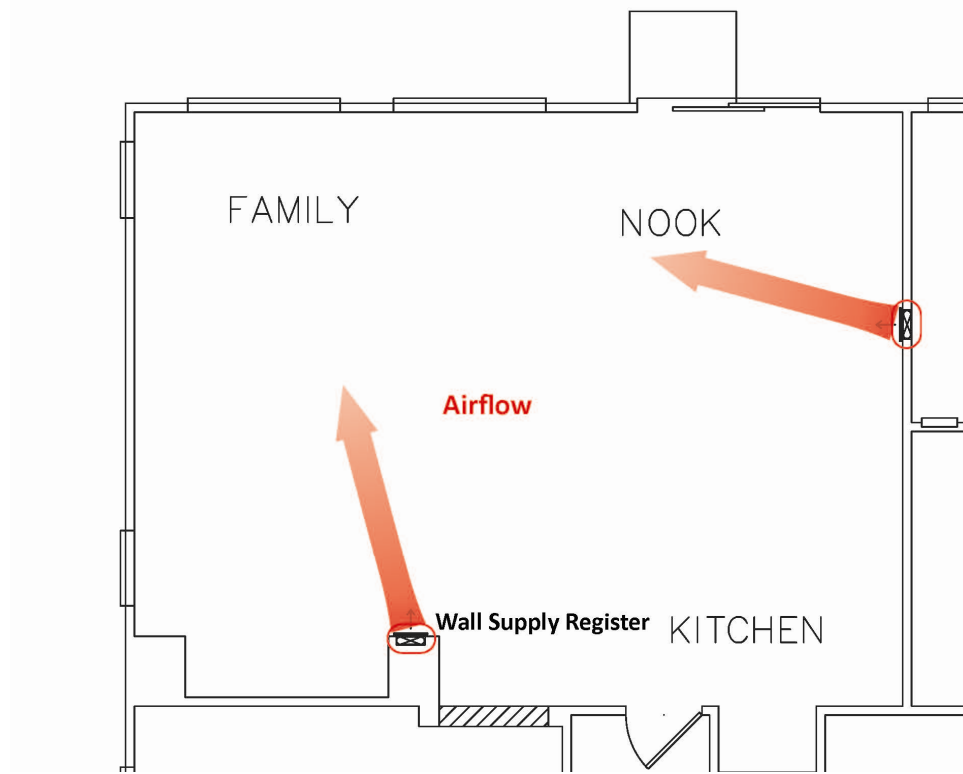 FAMILY
NOOK
Airflow
Wall Supply Register
KITCHEN